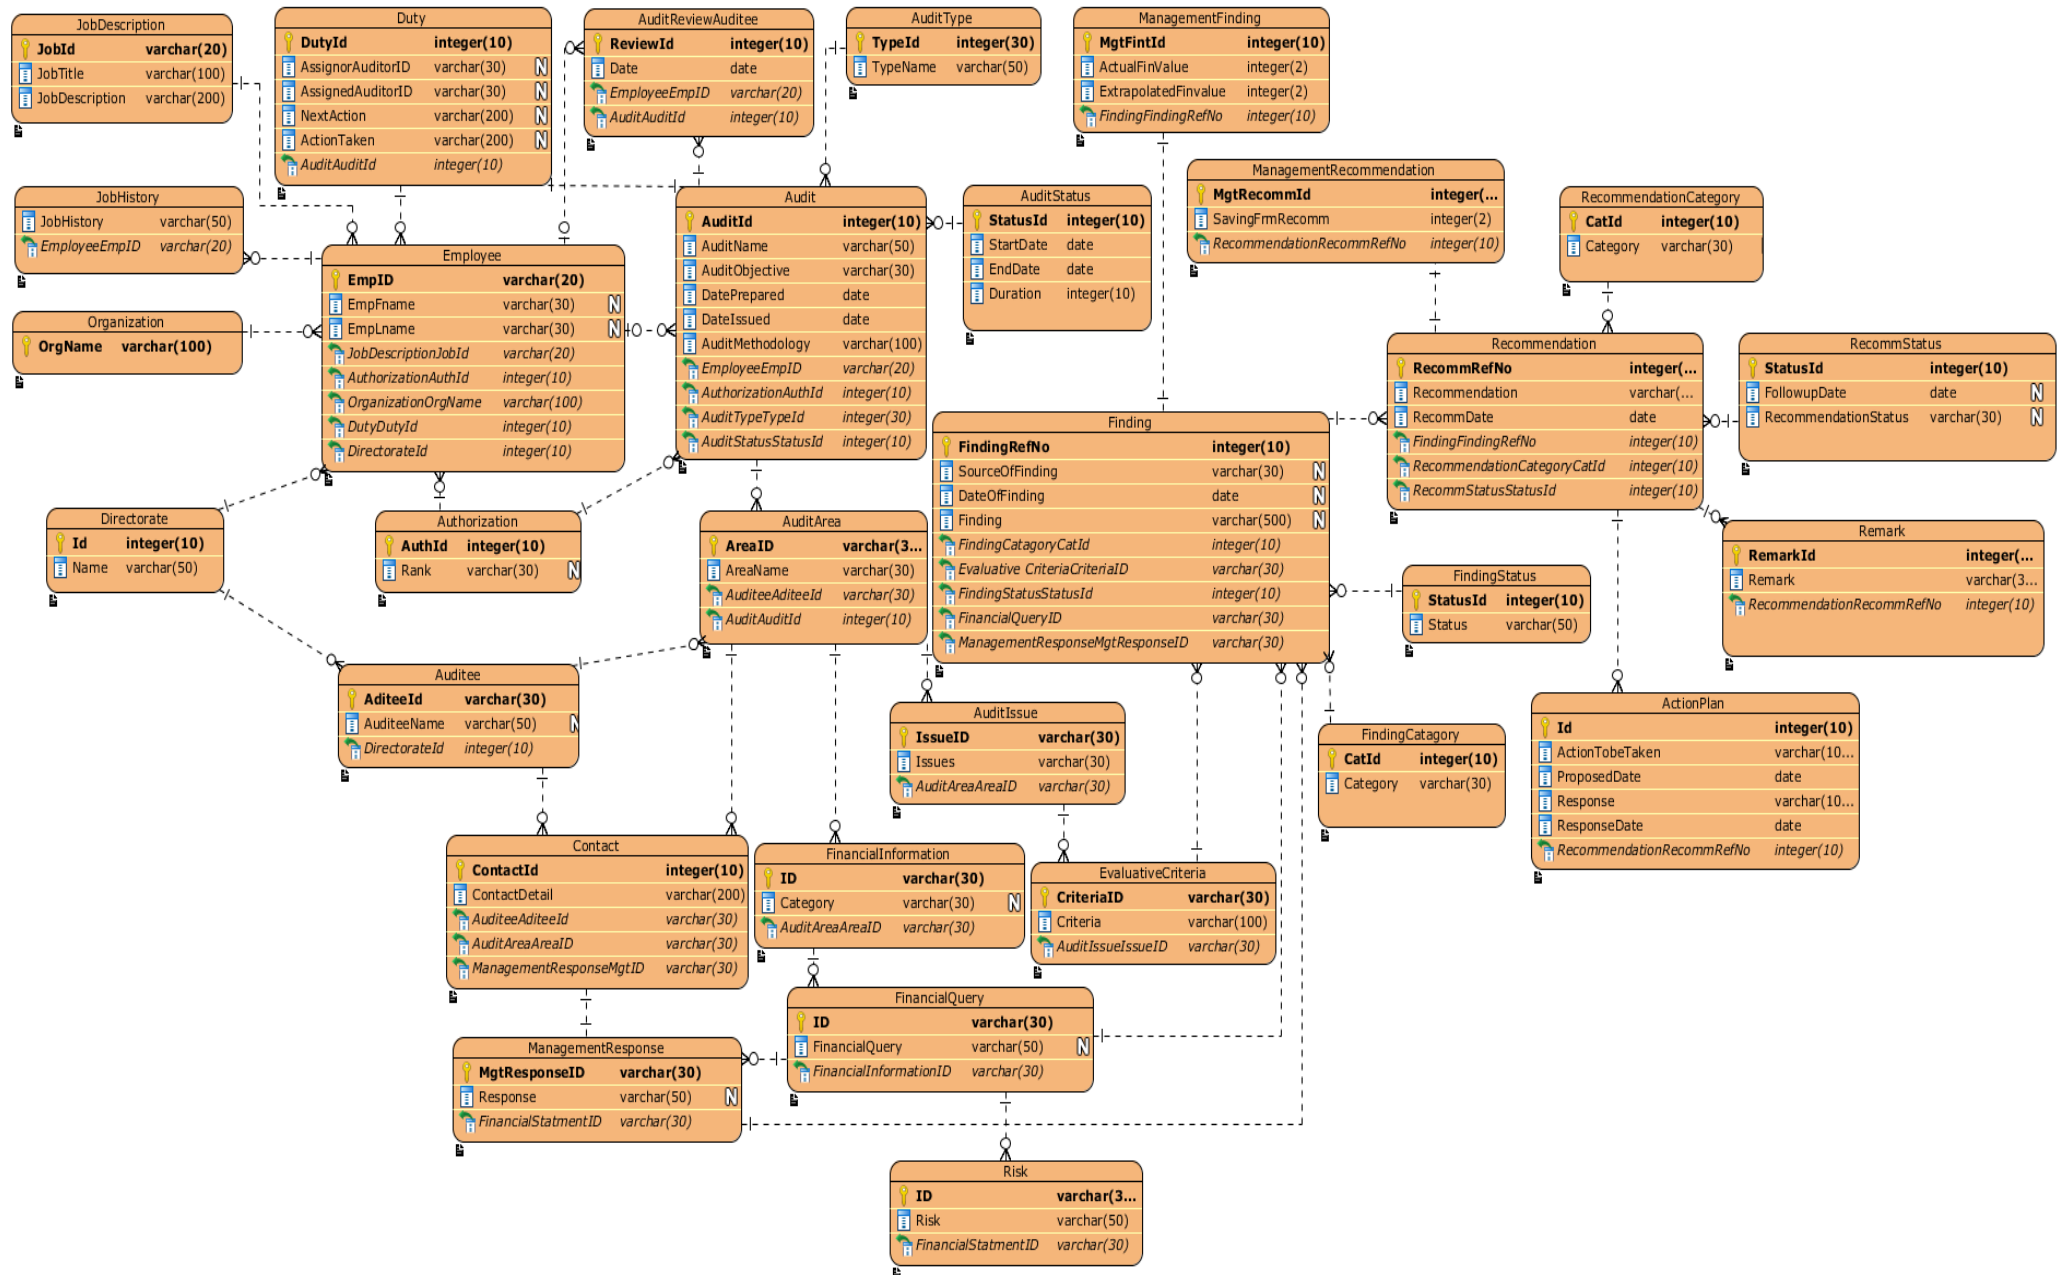 JobDescription
JobId varchar(20)
JobTitle varchar(100)
JobDescription varchar(200)
Duty
DutyId integer(10)
AssignorAuditorID varchar(30) N
AssignedAuditorID varchar(30) N
NextAction varchar(200) N
ActionTaken varchar(200) N
AuditAuditId integer(10)
AuditReviewAuditee
ReviewId integer(10)
Date date
EmployeeEmpID varchar(20)
AuditAuditId integer(10)
AuditType
TypeId integer(30)
TypeName varchar(50)
ManagementFinding
MgtFintId integer(10)
ActualFinValue integer(2)
ExtrapolatedFinvalue integer(2)
FindingFindingRefNo integer(10)
ManagementRecommendation
MgtRecommId integer(...
SavingFrmRecomm integer(2)
RecommendationRecommRefNo integer(10)
RecommendationCategory
CatId integer(10)
Category varchar(30)
JobHistory
JobHistory varchar(50)
EmployeeEmpID varchar(20)
Organization
OrgName varchar(100)
Employee
EmpID varchar(20)
EmpFname varchar(30) N
EmpLname varchar(30) N
JobDescriptionJobId varchar(20)
AuthorizationAuthId integer(10)
OrganizationOrgName varchar(100)
DutyDutyId integer(10)
DirectorateId integer(10)
Audit
AuditId integer(10)
AuditName varchar(50)
AuditObjective varchar(30)
DatePrepared date
DateIssued date
AuditMethodology varchar(100)
EmployeeEmpID varchar(20)
AuthorizationAuthId integer(10)
AuditTypeTypeId integer(30)
AuditStatusStatusId integer(10)
AuditStatus
StatusId integer(10)
StartDate date
EndDate date
Duration integer(10)
Recommendation
RecommRefNo integer(...
Recommendation varchar(...
RecommDate date
FindingFindingRefNo integer(10)
RecommendationCategoryCatId integer(10)
RecommStatusStatusId integer(10)
RecommStatus
StatusId integer(10)
FollowupDate date N
RecommendationStatus varchar(30) N
Finding
FindingRefNo integer(10)
SourceOfFinding varchar(30) N
DateOfFinding date N
Finding varchar(500) N
FindingCatagoryCatId integer(10)
Evaluative CriteriaCriteriaID varchar(30)
FindingStatusStatusId integer(10)
FinancialQueryID varchar(30)
ManagementResponseMgtResponseID varchar(30)
Directorate
Id integer(10)
Name varchar(50)
Authorization
AuthId integer(10)
Rank varchar(30) N
AuditArea
AreaID varchar(3...
AreaName varchar(30)
AuditeeAditeeId varchar(30)
AuditAuditId integer(10)
Remark
RemarkId integer(...
Remark varchar(3...
RecommendationRecommRefNo integer(10)
FindingStatus
StatusId integer(10)
Status varchar(50)
Auditee
AditeeId varchar(30)
AuditeeName varchar(50) N
DirectorateId integer(10)
AuditIssue
IssueID varchar(30)
Issues varchar(30)
AuditAreaAreaID varchar(30)
FindingCatagory
CatId integer(10)
Category varchar(30)
ActionPlan
Id integer(10)
ActionTobeTaken varchar(10...
ProposedDate date
Response varchar(10...
ResponseDate date
RecommendationRecommRefNo integer(10)
Contact
ContactId integer(10)
ContactDetail varchar(200)
AuditeeAditeeId varchar(30)
AuditAreaAreaID varchar(30)
ManagementResponseMgtID varchar(30)
FinancialInformation
ID varchar(30)
Category varchar(30) N
AuditAreaAreaID varchar(30)
EvaluativeCriteria
CriteriaID varchar(30)
Criteria varchar(100)
AuditIssueIssueID varchar(30)
FinancialQuery
ID varchar(30)
FinancialQuery varchar(50) N
FinancialInformationID varchar(30)
ManagementResponse
MgtResponseID varchar(30)
Response varchar(50) N
FinancialStatmentID varchar(30)
Risk
ID varchar(3...
Risk varchar(50)
FinancialStatmentID varchar(30)